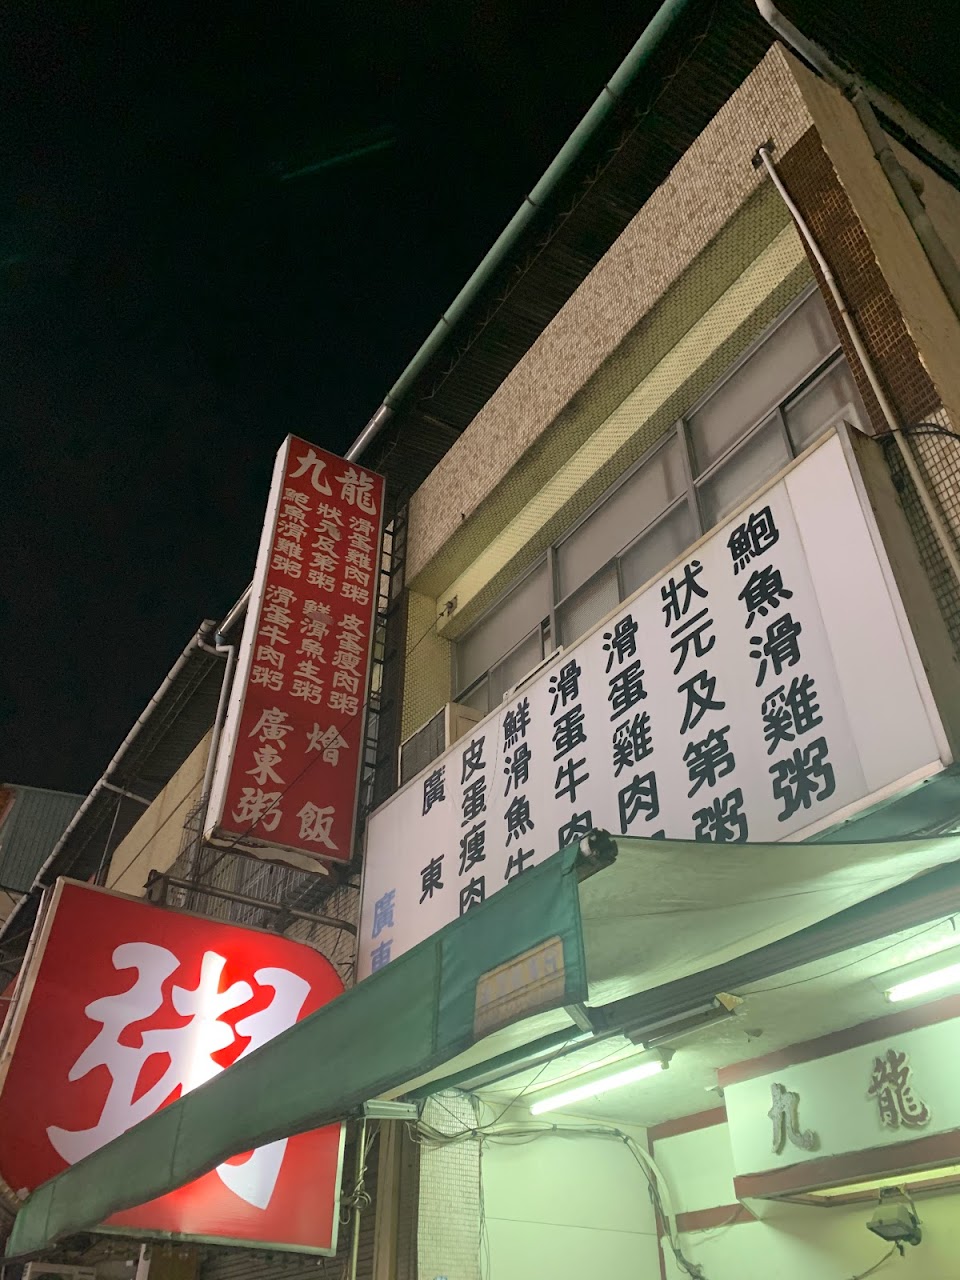 九龍
滑蛋雞肉粥
皮蛋瘦肉粥
狀元及第粥
鮮滑魚生粥
鮑魚滑雞粥
滑蛋牛肉粥
燴飯
廣東粥
鮑魚滑雞粥
狀元及第粥
滑蛋雞肉
滑蛋牛肉
鮮滑魚
皮蛋瘦肉
廣東
廣東
粥
九龍